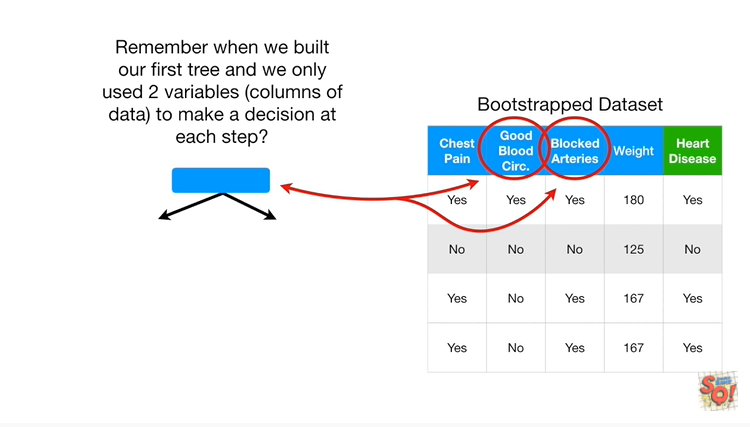 Remember when we built
our first tree and we only
used 2 variables (columns of
data) to make a decision at
each step?
Bootstrapped Dataset
Chest Pain
Good Blood Circ.
Blocked Arteries
Weight
Heart Disease
Yes Yes Yes 180 Yes
No No No 125 No
Yes No Yes 167 Yes
Yes No Yes 167 Yes
SQ!